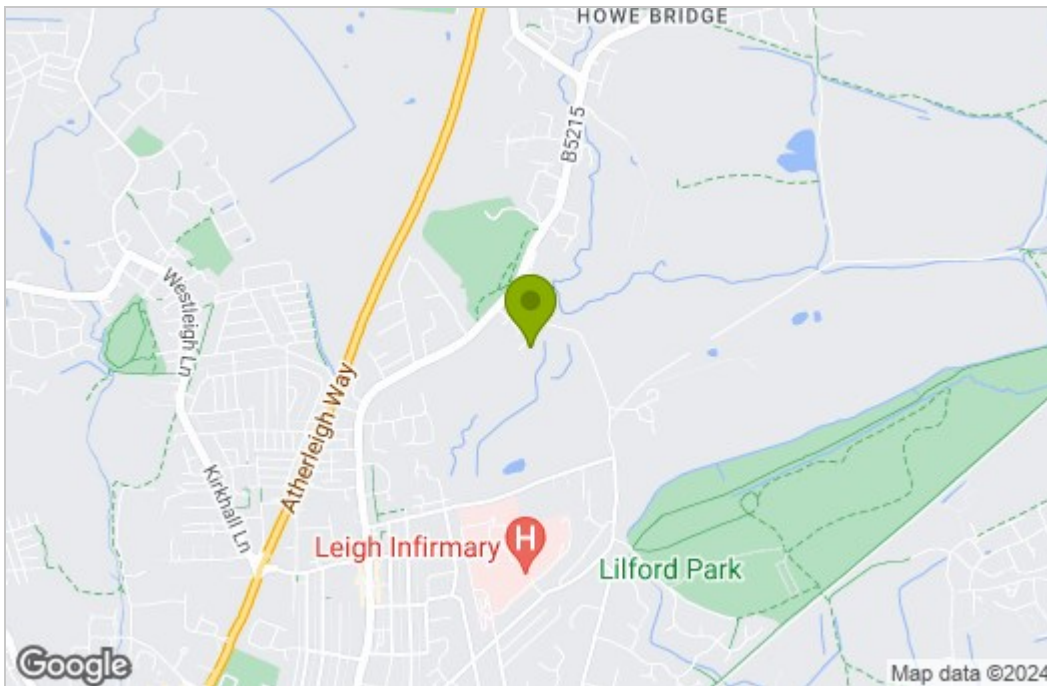 HOWE BRIDGE
B5215
Westleigh Ln
Atherleigh Way
Kirkhall Ln
Leigh Infirmary
H
Lilford Park
Google
Map data ©2024